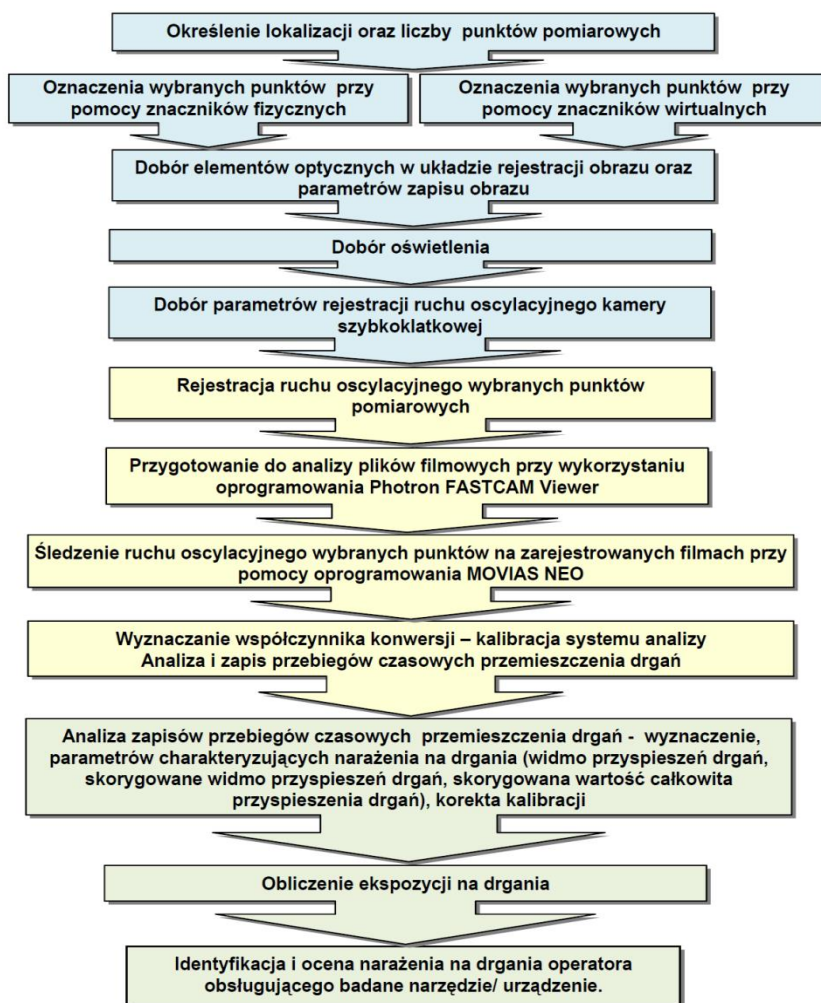 Określenie lokalizacji oraz liczby punktów pomiarowych
Oznaczenia wybranych punktów przy
pomocy znaczników fizycznych
Oznaczenia wybranych punktów przy
pomocy znaczników wirtualnych
Dobór elementów optycznych w układzie rejestracji obrazu oraz
parametrów zapisu obrazu
Dobór oświetlenia
Dobór parametrów rejestracji ruchu oscylacyjnego kamery
szybkoklatkowej
Rejestracja ruchu oscylacyjnego wybranych punktów
pomiarowych
Przygotowanie do analizy plików filmowych przy wykorzystaniu
oprogramowania Photron FASTCAM Viewer
Śledzenie ruchu oscylacyjnego wybranych punktów na zarejestrowanych filmach przy
pomocy oprogramowania MOVIAS NEO
Wyznaczanie współczynnika konwersji – kalibracja systemu analizy
Analiza i zapis przebiegów czasowych przemieszczenia drgań
Analiza zapisów przebiegów czasowych przemieszczenia drgań - wyznaczenie,
parametrów charakteryzujących narażenia na drgania (widmo przyspieszeń drgań,
skorygowane widmo przyspieszeń drgań, skorygowana wartość całkowita
przyspieszenia drgań), korekta kalibracji
Obliczenie ekspozycji na drgania
Identyfikacja i ocena narażenia na drgania operatora
obsługującego badane narzędzie/ urządzenie.